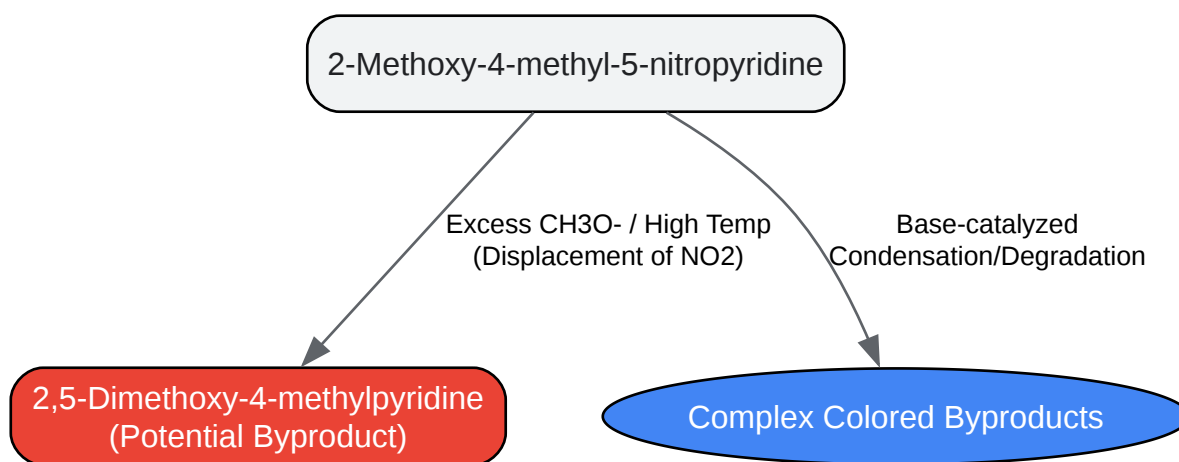 2-Methoxy-4-methyl-5-nitropyridine
Excess CH3O- / High Temp
(Displacement of NO2)
Base-catalyzed
Condensation/Degradation
2,5-Dimethoxy-4-methylpyridine
(Potential Byproduct)
Complex Colored Byproducts